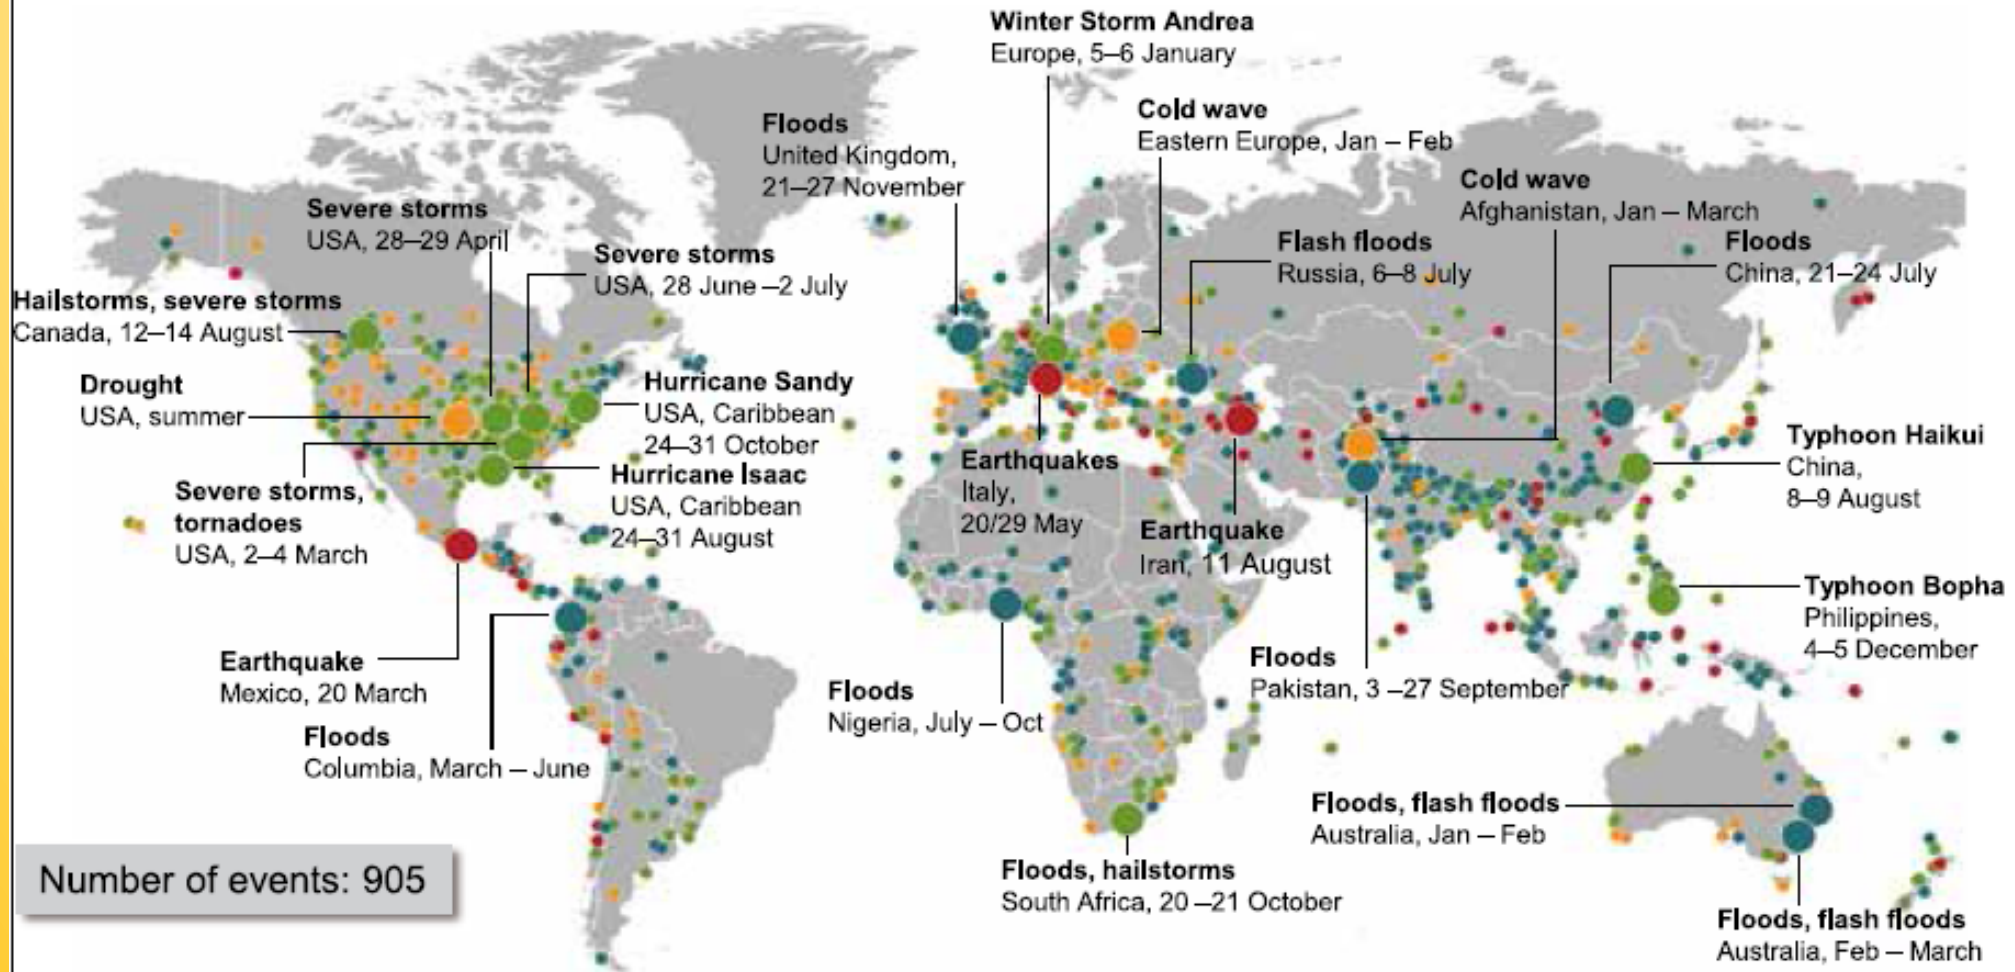 Winter Storm Andrea
Europe, 5–6 January
Cold wave
Eastern Europe, Jan – Feb
Floods
United Kingdom,
21–27 November
Cold wave
Afghanistan, Jan – March
Severe storms
USA, 28–29 April
Severe storms
USA, 28 June –2 July
Flash floods
Russia, 6–8 July
Floods
China, 21–24 July
Hailstorms, severe storms
Canada, 12–14 August
Drought
USA, summer
Hurricane Sandy
USA, Caribbean
24–31 October
Hurricane Isaac
USA, Caribbean
24–31 August
Severe storms,
tornadoes
USA, 2–4 March
Earthquakes
Italy,
20/29 May
Earthquake
Iran, 11 August
Typhoon Haikui
China,
8–9 August
Typhoon Bopha
Philippines,
4–5 December
Earthquake
Mexico, 20 March
Floods
Columbia, March – June
Floods
Nigeria, July – Oct
Floods
Pakistan, 3 –27 September
Floods, flash floods
Australia, Jan – Feb
Floods, hailstorms
South Africa, 20 –21 October
Floods, flash floods
Australia, Feb – March
Number of events: 905